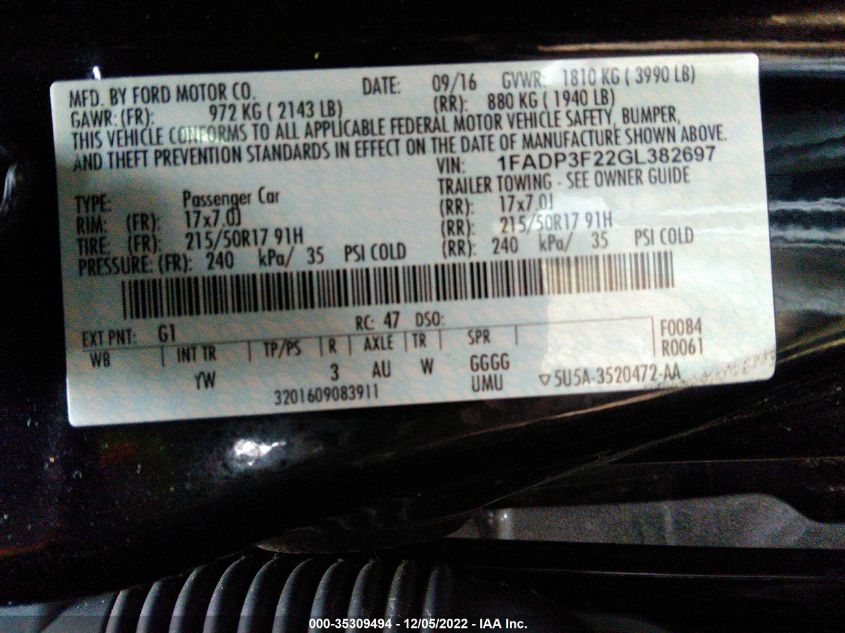 MFD. BY FORD MOTOR CO. DATE: 09/16 GVWR: 1810 KG ( 3990 LB)
GAWR: (FR): 972 KG ( 2143 LB) (RR): 880 KG ( 1940 LB)
THIS VEHICLE CONFORMS TO ALL APPLICABLE FEDERAL MOTOR VEHICLE SAFETY, BUMPER,
AND THEFT PREVENTION STANDARDS IN EFFECT ON THE DATE OF MANUFACTURE SHOWN ABOVE.
VIN: 1FADP3F22GL382697
TYPE: Passenger Car TRAILER TOWING - SEE OWNER GUIDE
RIM: (FR): 17x7.0J (RR): 17x7.0J
TIRE: (FR): 215/50R17 91H (RR): 215/50R17 91H
PRESSURE: (FR): 240 kPa/ 35 PSI COLD (RR): 240 kPa/ 35 PSI COLD
EXT PNT: G1 RC: 47 DSO: F0084
WB INT TR TP/PS R AXLE TR SPR R0061
YW 3 AU W GGGG
3201609083911 UMU ▽5U5A-3520472-AA
000-35309494 - 12/05/2022 - IAA Inc.